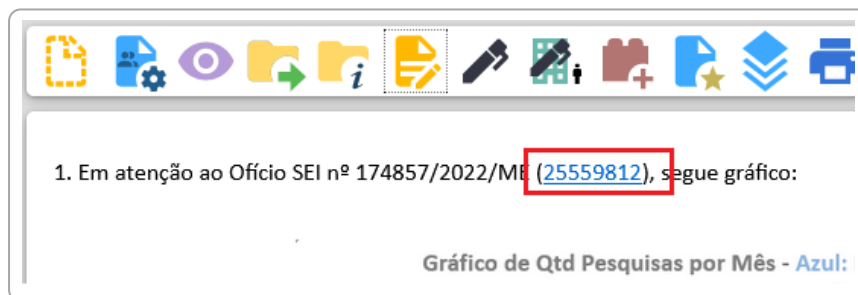 1. Em atenção ao Ofício SEI nº 174857/2022/ME (25559812), segue gráfico:
Gráfico de Qtd Pesquisas por Mês - Azul: